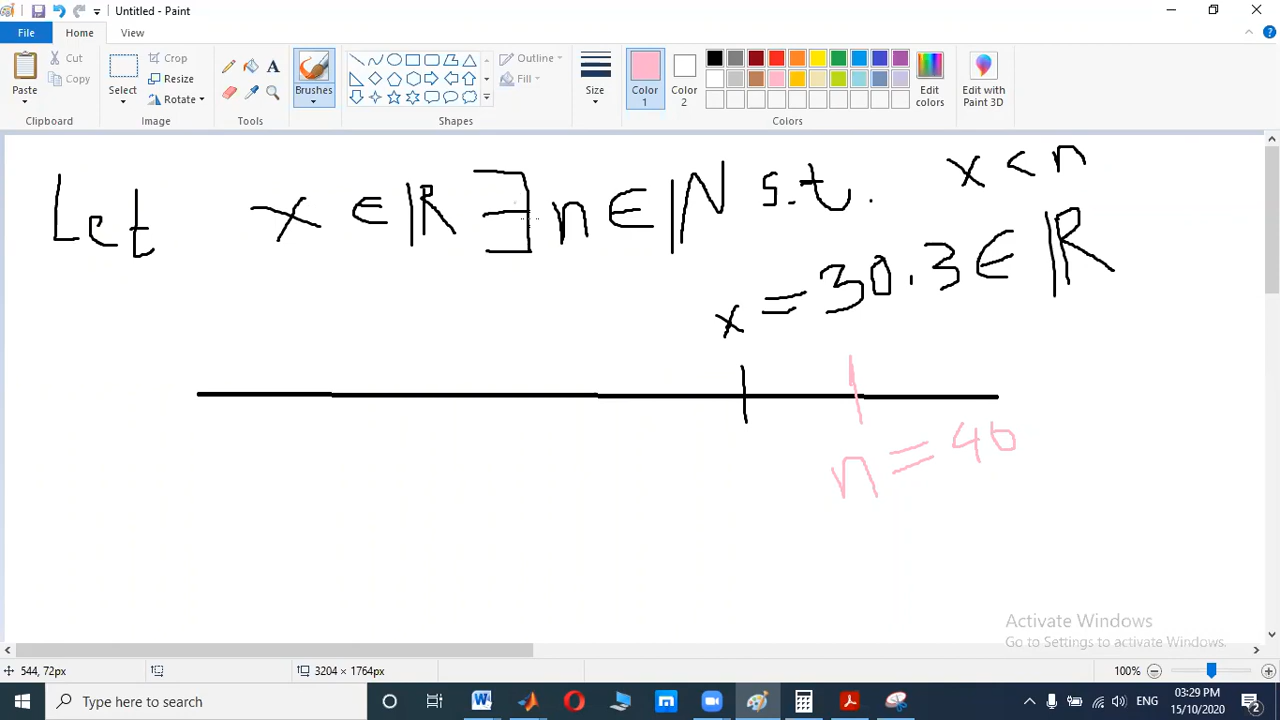 Untitled - Paint
File Home View
Paste
Cut
Copy
Clipboard
Select
Crop
Resize
Rotate
Image
Tools
Brushes
Shapes
Outline
Fill
Size
Color 1
Color 2
Edit colors
Colors
Edit with Paint 3D
Let x ∈ ℝ ∃ n ∈ ℕ s.t. x < n
x = 30.3 ∈ ℝ
n = 40
Activate Windows
Go to Settings to activate Windows.
544, 72px
3204 × 1764px
100%
Type here to search
W
ENG
03:29 PM
15/10/2020
2